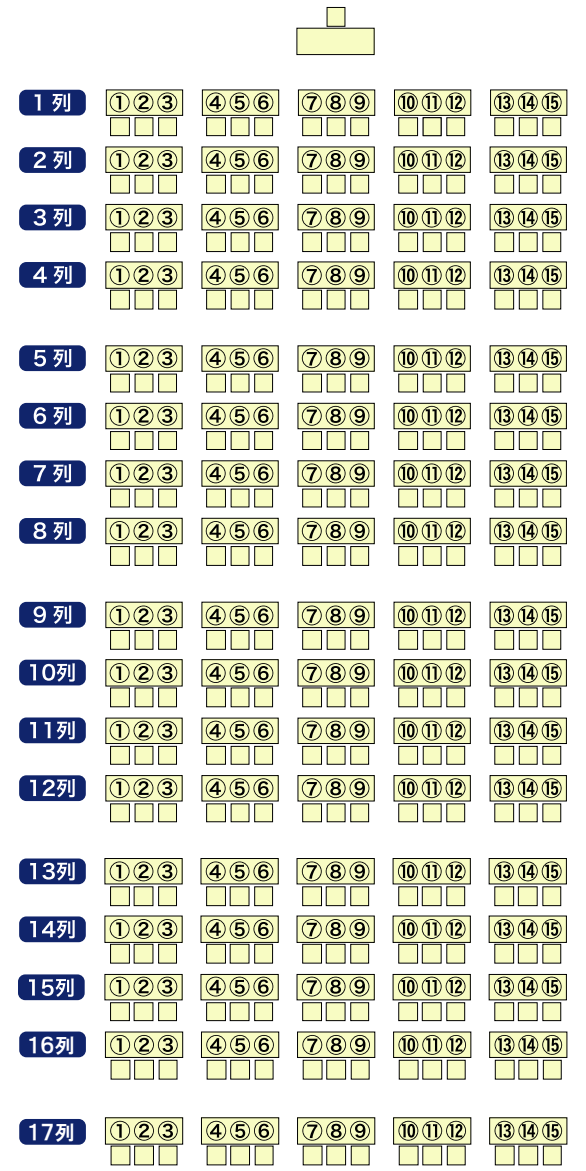 1列 ①②③ ④⑤⑥ ⑦⑧⑨ ⑩⑪⑫ ⑬⑭⑮
2列 ①②③ ④⑤⑥ ⑦⑧⑨ ⑩⑪⑫ ⑬⑭⑮
3列 ①②③ ④⑤⑥ ⑦⑧⑨ ⑩⑪⑫ ⑬⑭⑮
4列 ①②③ ④⑤⑥ ⑦⑧⑨ ⑩⑪⑫ ⑬⑭⑮
5列 ①②③ ④⑤⑥ ⑦⑧⑨ ⑩⑪⑫ ⑬⑭⑮
6列 ①②③ ④⑤⑥ ⑦⑧⑨ ⑩⑪⑫ ⑬⑭⑮
7列 ①②③ ④⑤⑥ ⑦⑧⑨ ⑩⑪⑫ ⑬⑭⑮
8列 ①②③ ④⑤⑥ ⑦⑧⑨ ⑩⑪⑫ ⑬⑭⑮
9列 ①②③ ④⑤⑥ ⑦⑧⑨ ⑩⑪⑫ ⑬⑭⑮
10列 ①②③ ④⑤⑥ ⑦⑧⑨ ⑩⑪⑫ ⑬⑭⑮
11列 ①②③ ④⑤⑥ ⑦⑧⑨ ⑩⑪⑫ ⑬⑭⑮
12列 ①②③ ④⑤⑥ ⑦⑧⑨ ⑩⑪⑫ ⑬⑭⑮
13列 ①②③ ④⑤⑥ ⑦⑧⑨ ⑩⑪⑫ ⑬⑭⑮
14列 ①②③ ④⑤⑥ ⑦⑧⑨ ⑩⑪⑫ ⑬⑭⑮
15列 ①②③ ④⑤⑥ ⑦⑧⑨ ⑩⑪⑫ ⑬⑭⑮
16列 ①②③ ④⑤⑥ ⑦⑧⑨ ⑩⑪⑫ ⑬⑭⑮
17列 ①②③ ④⑤⑥ ⑦⑧⑨ ⑩⑪⑫ ⑬⑭⑮